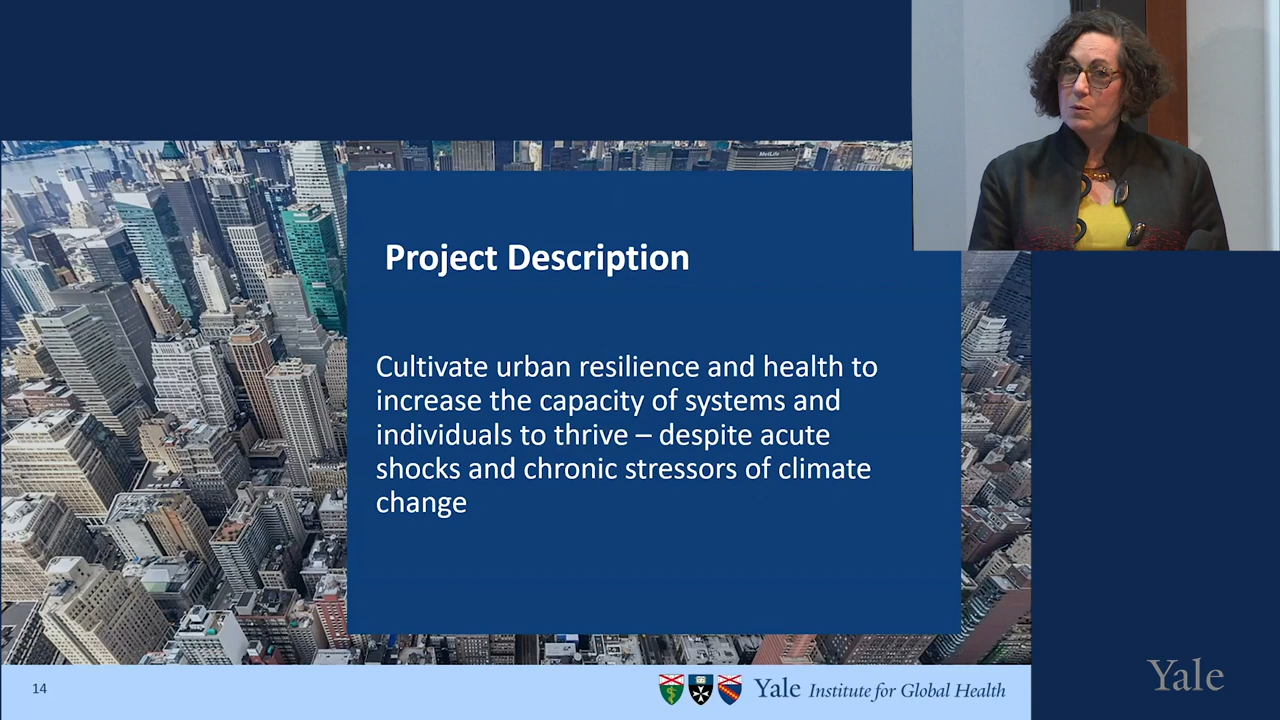 MetLife
Project Description
Cultivate urban resilience and health to
increase the capacity of systems and
individuals to thrive – despite acute
shocks and chronic stressors of climate
change
14
Yale Institute for Global Health
Yale